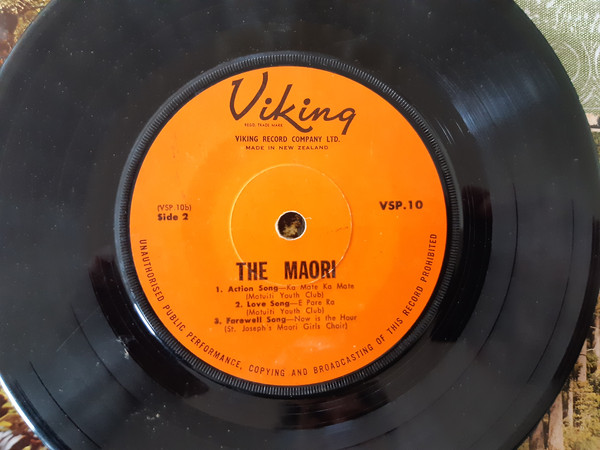 Viking
REGD. TRADE MARK
VIKING RECORD COMPANY LTD.
MADE IN NEW ZEALAND
(VSP.10b)
Side 2
VSP.10
THE MAORI
1. Action Song—Ka Mate Ka Mate
(Matuiti Youth Club)
2. Love Song—E Pare Ra
(Matuiti Youth Club)
3. Farewell Song—Now is the Hour
(St. Joseph's Maori Girls Choir)
UNAUTHORISED PUBLIC PERFORMANCE, COPYING AND BROADCASTING OF THIS RECORD PROHIBITED